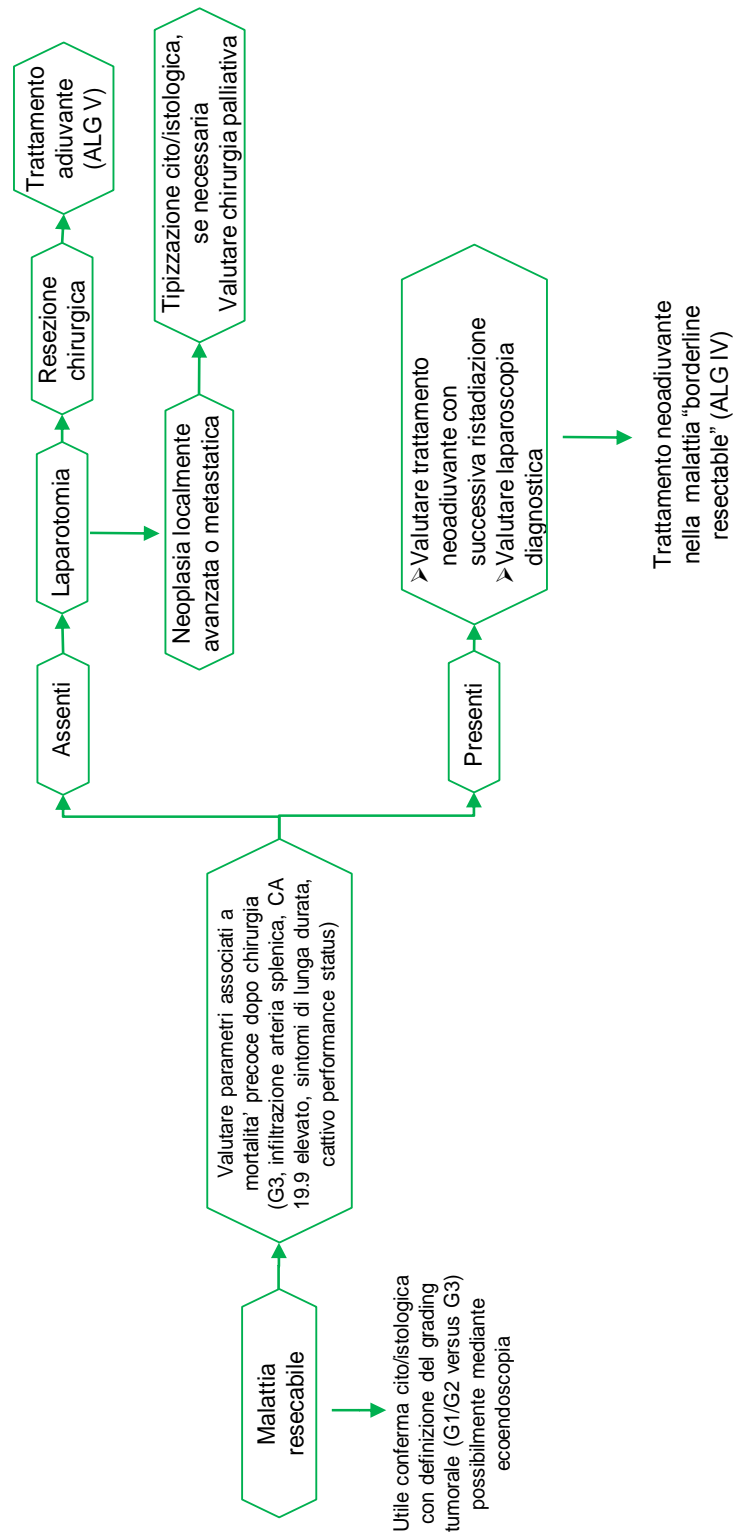 Malattia
resecabile
Utile conferma cito/istologica
con definizione del grading
tumorale (G1/G2 versus G3)
possibilmente mediante
ecoendoscopia
Valutare parametri associati a
mortalita’ precoce dopo chirurgia
(G3, infiltrazione arteria splenica, CA
19.9 elevato, sintomi di lunga durata,
cattivo performance status)
Assenti
Laparotomia
Resezione
chirurgica
Trattamento
adiuvante
(ALG V)
Neoplasia localmente
avanzata o metastatica
Tipizzazione cito/istologica,
se necessaria
Valutare chirurgia palliativa
Presenti
➢Valutare trattamento
neoadiuvante con
successiva ristadiazione
➢Valutare laparoscopia
diagnostica
Trattamento neoadiuvante
nella malattia “borderline
resectable” (ALG IV)